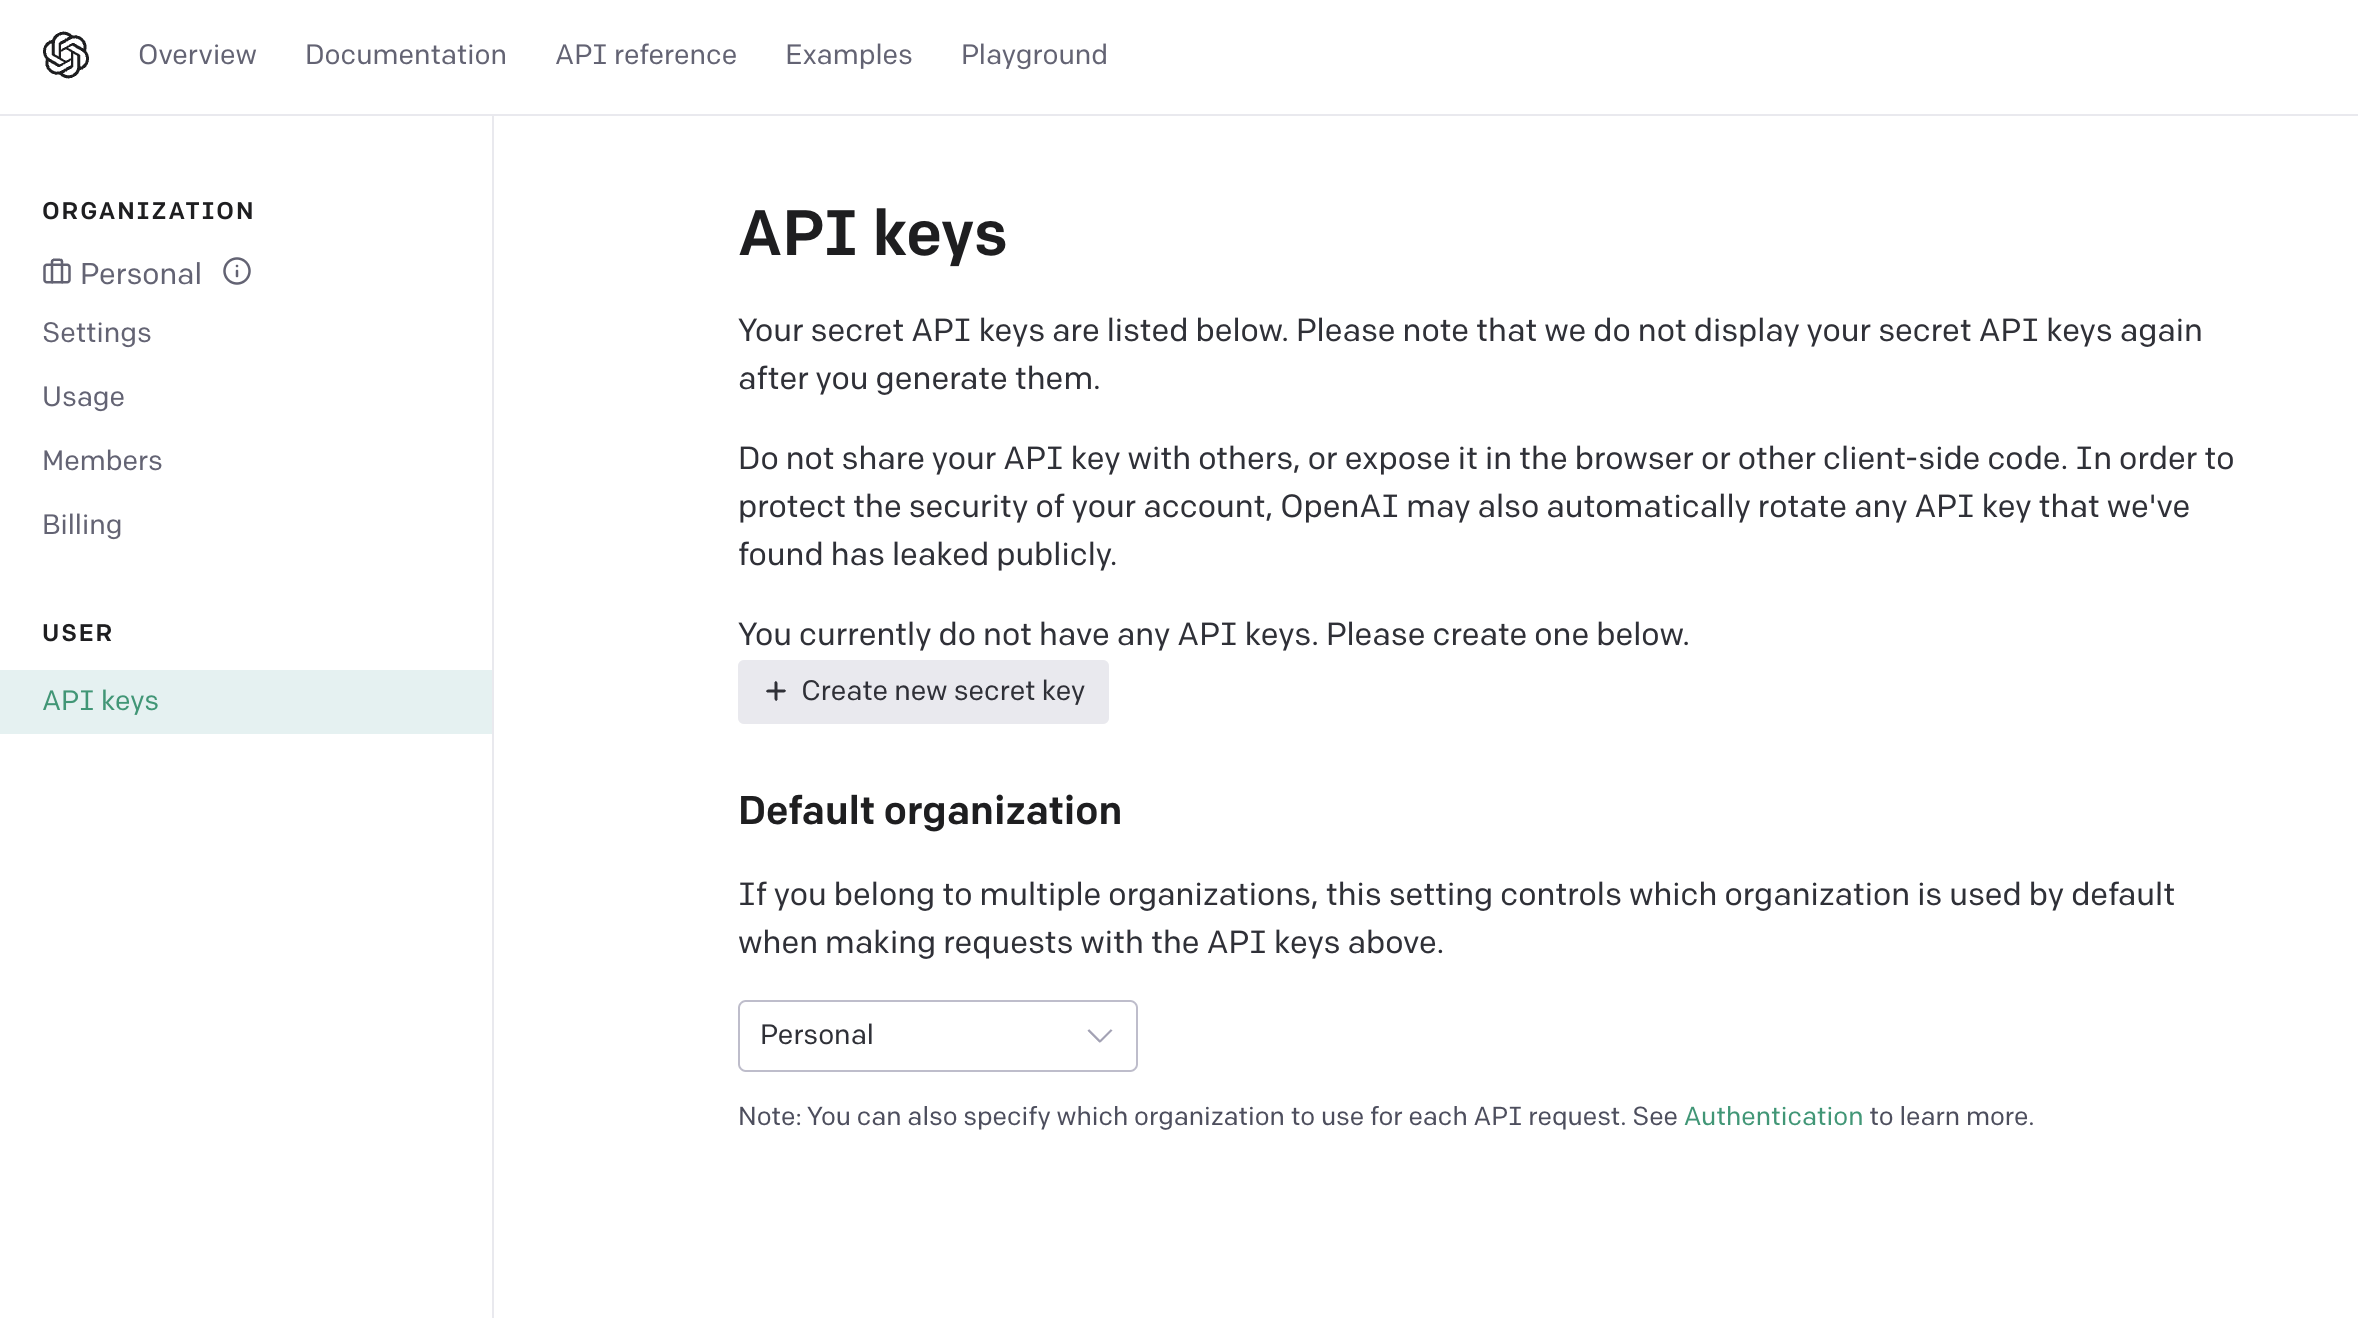 Overview Documentation API reference Examples Playground
ORGANIZATION
Personal
Settings
Usage
Members
Billing
USER
API keys
API keys
Your secret API keys are listed below. Please note that we do not display your secret API keys again
after you generate them.
Do not share your API key with others, or expose it in the browser or other client-side code. In order to
protect the security of your account, OpenAI may also automatically rotate any API key that we've
found has leaked publicly.
You currently do not have any API keys. Please create one below.
+ Create new secret key
Default organization
If you belong to multiple organizations, this setting controls which organization is used by default
when making requests with the API keys above.
Personal
Note: You can also specify which organization to use for each API request. See Authentication to learn more.